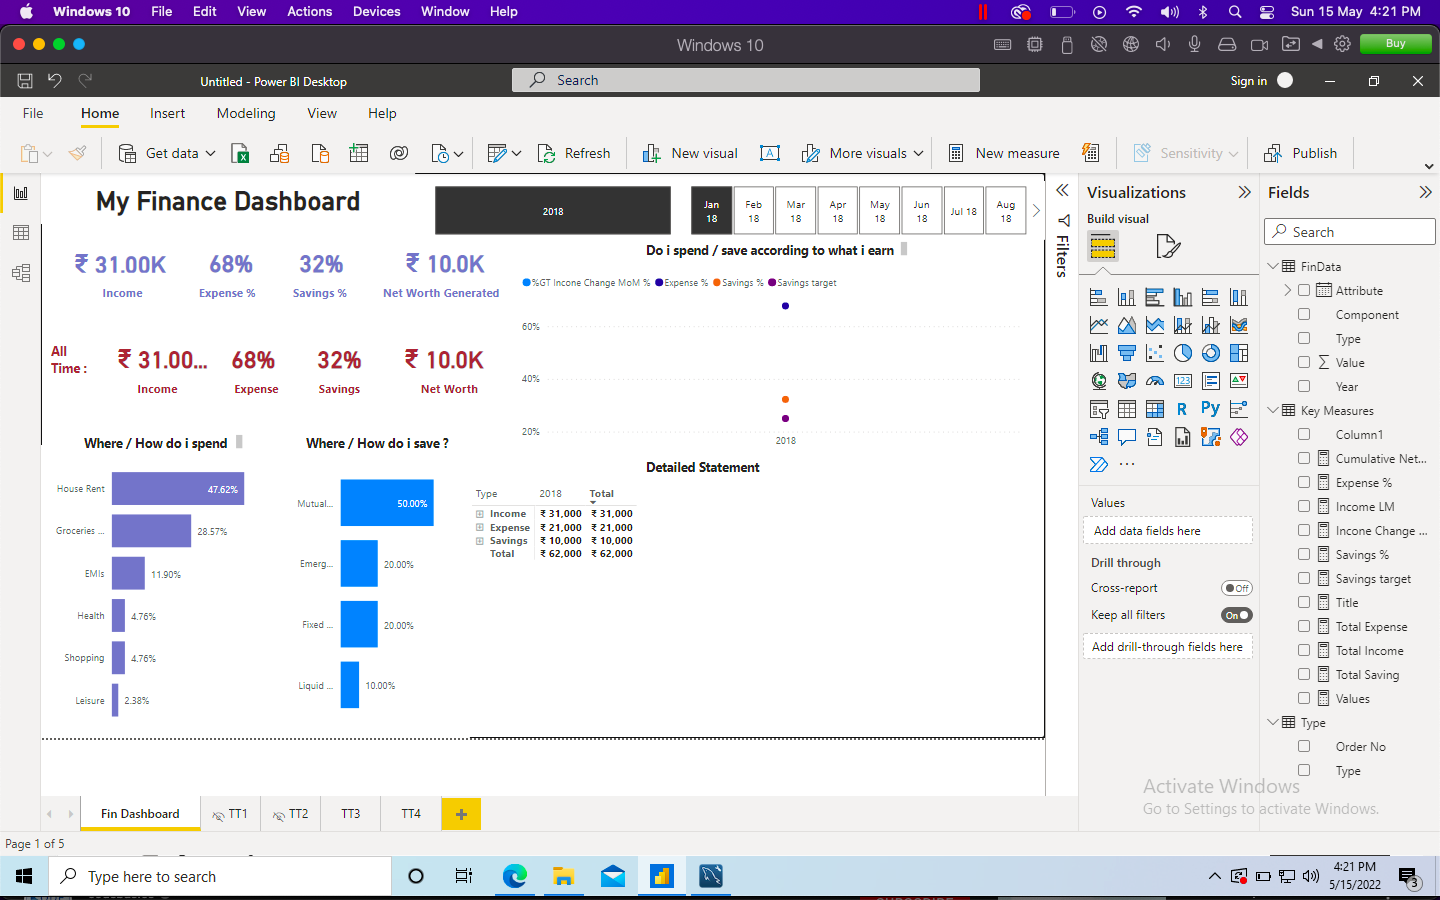 Windows 10 File Edit View Actions Devices Window Help Sun 15 May 4:21 PM
Windows 10 Buy
Untitled - Power BI Desktop Search Sign in
File Home Insert Modeling View Help
Get data Refresh New visual A More visuals New measure Sensitivity Publish
My Finance Dashboard
2018
Jan 18
Feb 18
Mar 18
Apr 18
May 18
Jun 18
Jul 18
Aug 18
₹ 31.00K 68% 32% ₹ 10.0K
Income Expense % Savings % Net Worth Generated
All Time :
₹ 31.00... 68% 32% ₹ 10.0K
Income Expense Savings Net Worth
Do i spend / save according to what i earn
%GT Incone Change MoM % Expense % Savings % Savings target
60%
40%
20%
2018
Where / How do i spend
House Rent 47.62%
Groceries ... 28.57%
EMIs 11.90%
Health 4.76%
Shopping 4.76%
Leisure 2.38%
Where / How do i save ?
Mutual... 50.00%
Emerg... 20.00%
Fixed ... 20.00%
Liquid ... 10.00%
Detailed Statement
Type 2018 Total
Income ₹ 31,000 ₹ 31,000
Expense ₹ 21,000 ₹ 21,000
Savings ₹ 10,000 ₹ 10,000
Total ₹ 62,000 ₹ 62,000
Filters
Visualizations
Build visual
123
R Py
Values
Add data fields here
Drill through
Cross-report Off
Keep all filters On
Add drill-through fields here
Fields
Search
FinData
Attribute
Component
Type
Value
Year
Key Measures
Column1
Cumulative Net...
Expense %
Income LM
Incone Change ...
Savings %
Savings target
Title
Total Expense
Total Income
Total Saving
Values
Type
Order No
Type
Activate Windows
Go to Settings to activate Windows.
Fin Dashboard TT1 TT2 TT3 TT4 +
Page 1 of 5
Type here to search
4:21 PM
5/15/2022
3